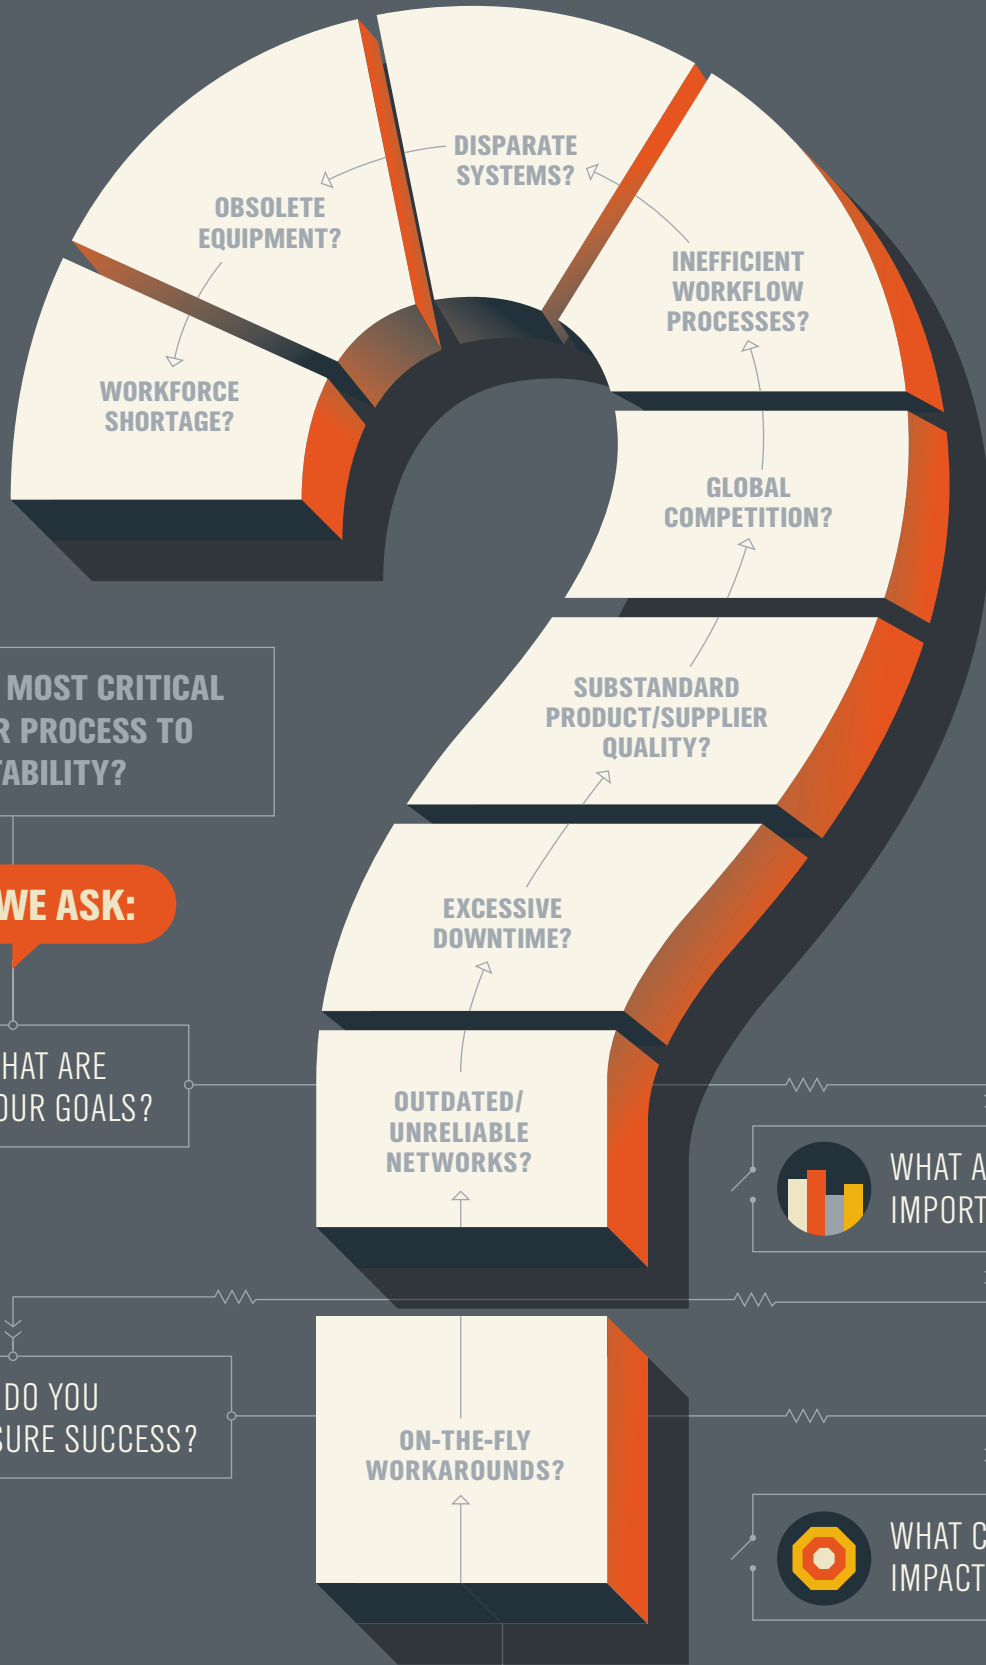 DISPARATE
SYSTEMS?
OBSOLETE
EQUIPMENT?
INEFFICIENT
WORKFLOW
PROCESSES?
WORKFORCE
SHORTAGE?
GLOBAL
COMPETITION?
MOST CRITICAL
R PROCESS TO
TABILITY?
SUBSTANDARD
PRODUCT/SUPPLIER
QUALITY?
WE ASK:
EXCESSIVE
DOWNTIME?
HAT ARE
OUR GOALS?
OUTDATED/
UNRELIABLE
NETWORKS?
WHAT A
IMPORT
DO YOU
SURE SUCCESS?
ON-THE-FLY
WORKAROUNDS?
WHAT C
IMPACT